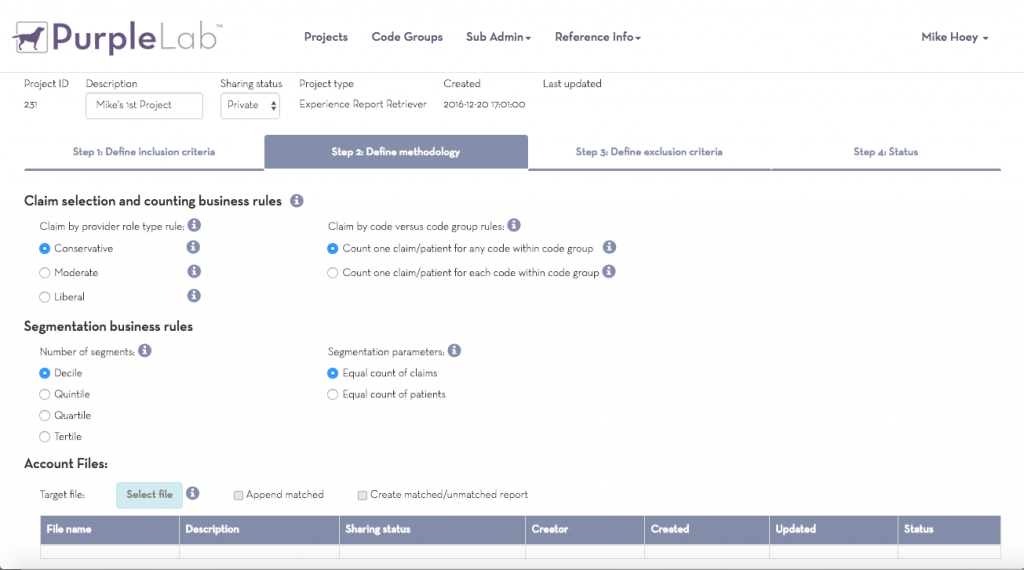 PurpleLab™
Projects Code Groups Sub Admin Reference Info Mike Hoey
Project ID Description Sharing status Project type Created Last updated
231 Mike's 1st Project Private Experience Report Retriever 2016-12-20 17:01:00
Step 1: Define inclusion criteria Step 2: Define methodology Step 3: Define exclusion criteria Step 4: Status
Claim selection and counting business rules i
Claim by provider role type rule: i Claim by code versus code group rules: i
Conservative i Count one claim/patient for any code within code group i
Moderate i Count one claim/patient for each code within code group i
Liberal i
Segmentation business rules
Number of segments: i Segmentation parameters: i
Decile Equal count of claims
Quintile Equal count of patients
Quartile
Tertile
Account Files:
Target file: Select file i Append matched Create matched/unmatched report
File name Description Sharing status Creator Created Updated Status